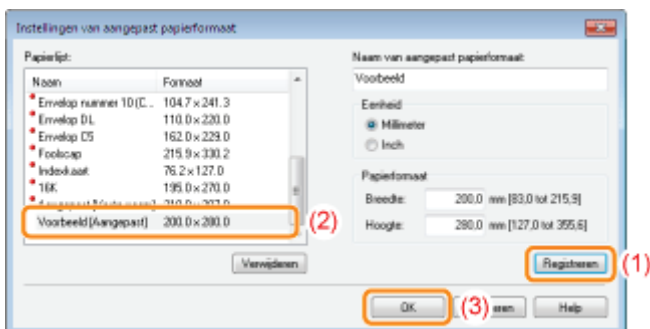 Instellingen van aangepast papierformaat
Papierlijst:
Naam Formaat
Envelop nummer 10 (C... 104.7 x 241.3
Envelop DL 110.0 x 220.0
Envelop C5 162.0 x 229.0
Foolscap 215.9 x 330.2
Indexkaart 76.2 x 127.0
16K 195.0 x 270.0
Voorbeeld [Aangepast] 200.0 x 280.0
(2)
Verwijderen
Naam van aangepast papierformaat:
Voorbeeld
Eenheid
Millimeter
Inch
Papierformaat
Breedte: 200,0 mm [83,0 tot 215,9]
Hoogte: 280,0 mm [127,0 tot 355,6]
Registreren (1)
OK (3) eren Help